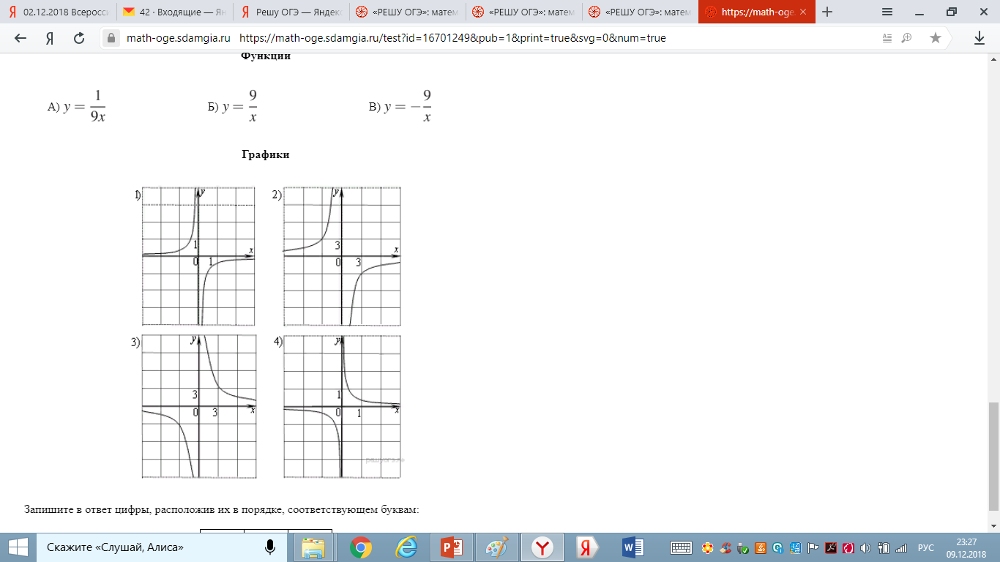 02.12.2018 Всеросси
42 · Входящие — Ян
Решу ОГЭ — Яндекс
«РЕШУ ОГЭ»: матем
«РЕШУ ОГЭ»: матем
«РЕШУ ОГЭ»: матем
https://math-oge.
math-oge.sdamgia.ru https://math-oge.sdamgia.ru/test?id=16701249&pub=1&print=true&svg=0&num=true
Функции
А) y = 1/9x Б) y = 9/x В) y = −9/x
Графики
1) y 1 0 1 x
2) y 3 0 3 x
3) y 3 0 3 x
4) y 1 0 1 x
решуогэ.рф
Запишите в ответ цифры, расположив их в порядке, соответствующем буквам:
Скажите «Слушай, Алиса»
РУС
23:27
09.12.2018